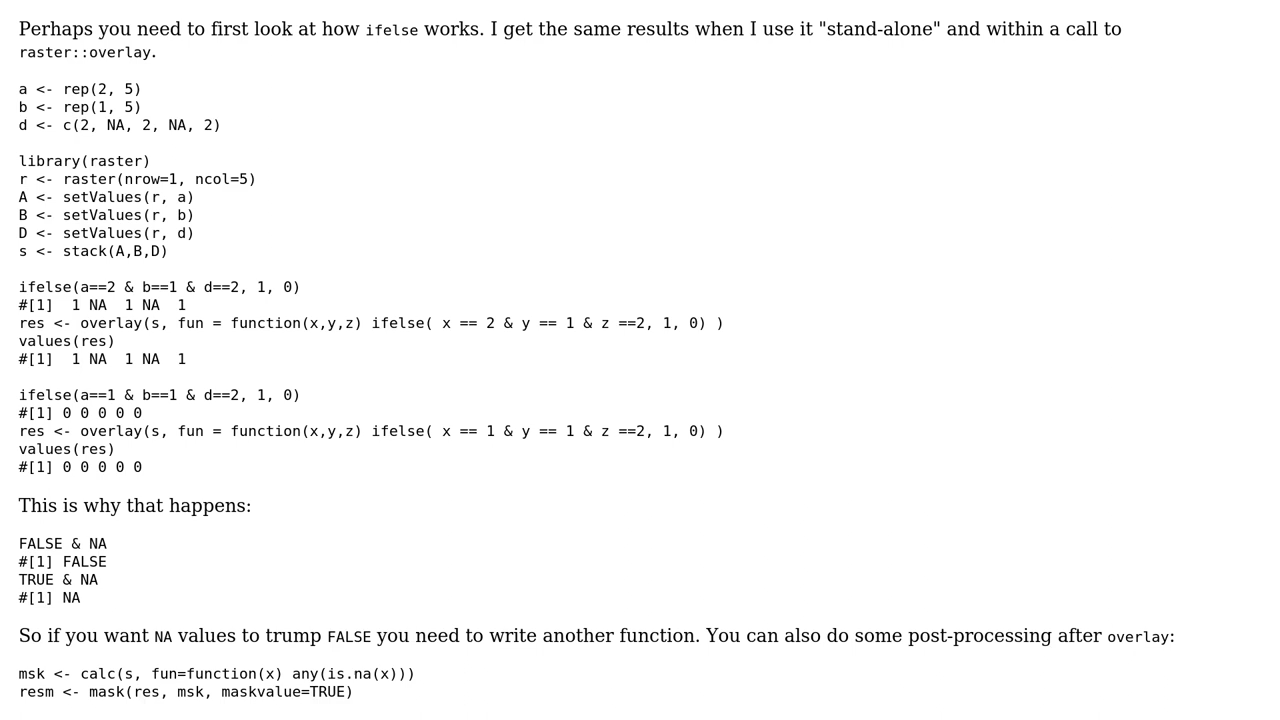 Perhaps you need to first look at how ifelse works. I get the same results when I use it "stand-alone" and within a call to
raster::overlay.
a <- rep(2, 5)
b <- rep(1, 5)
d <- c(2, NA, 2, NA, 2)
library(raster)
r <- raster(nrow=1, ncol=5)
A <- setValues(r, a)
B <- setValues(r, b)
D <- setValues(r, d)
s <- stack(A,B,D)
ifelse(a==2 & b==1 & d==2, 1, 0)
#[1]  1 NA  1 NA  1
res <- overlay(s, fun = function(x,y,z) ifelse( x == 2 & y == 1 & z ==2, 1, 0) )
values(res)
#[1]  1 NA  1 NA  1
ifelse(a==1 & b==1 & d==2, 1, 0)
#[1] 0 0 0 0 0
res <- overlay(s, fun = function(x,y,z) ifelse( x == 1 & y == 1 & z ==2, 1, 0) )
values(res)
#[1] 0 0 0 0 0
This is why that happens:
FALSE & NA
#[1] FALSE
TRUE & NA
#[1] NA
So if you want NA values to trump FALSE you need to write another function. You can also do some post-processing after overlay:
msk <- calc(s, fun=function(x) any(is.na(x)))
resm <- mask(res, msk, maskvalue=TRUE)